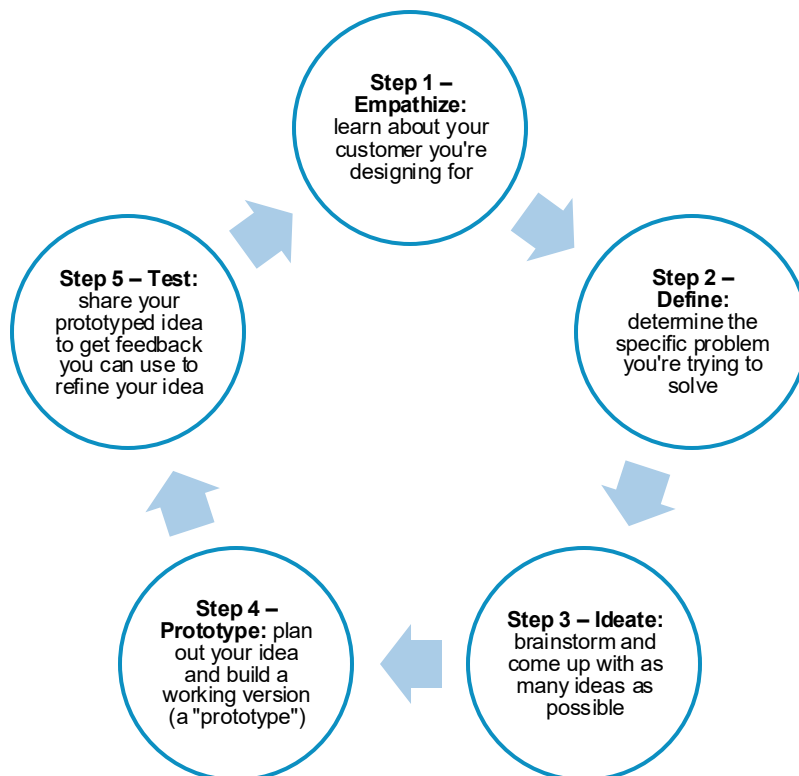 Step 1 –
Empathize:
learn about your
customer you're
designing for
Step 2 –
Define:
determine the
specific problem
you're trying to
solve
Step 3 – Ideate:
brainstorm and
come up with as
many ideas as
possible
Step 4 –
Prototype: plan
out your idea
and build a
working version
(a "prototype")
Step 5 – Test:
share your
prototyped idea
to get feedback
you can use to
refine your idea